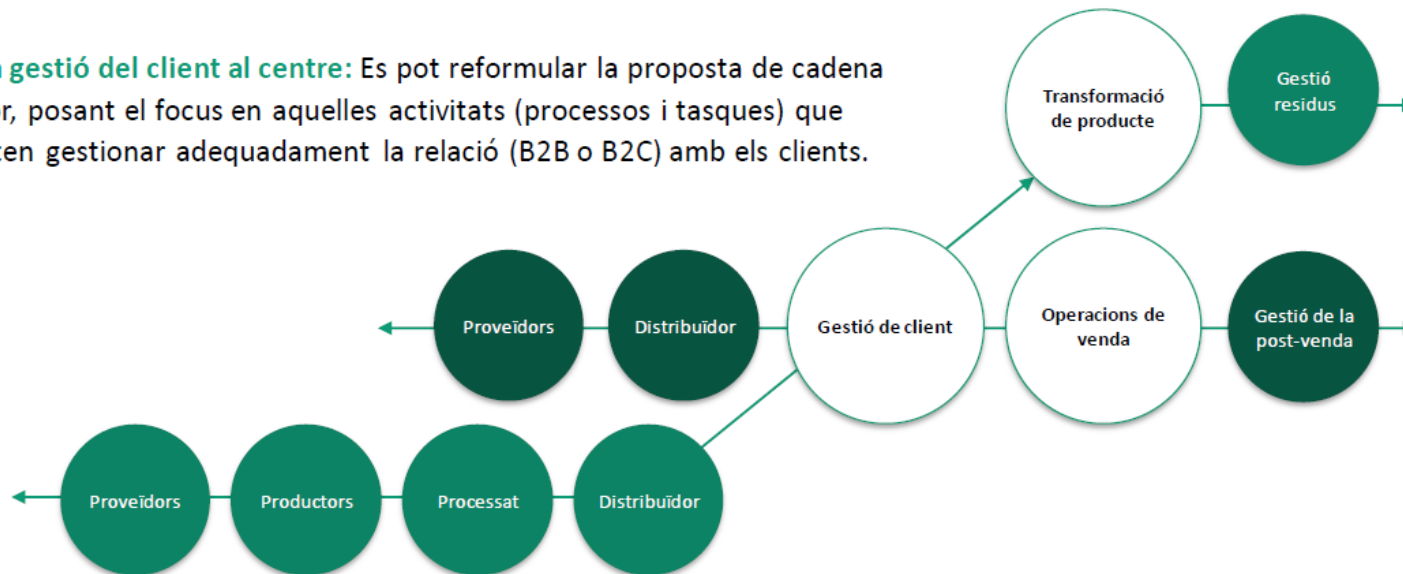 gestió del client al centre: Es pot reformular la proposta de cadena
r, posant el focus en aquelles activitats (processos i tasques) que
ten gestionar adequadament la relació (B2B o B2C) amb els clients.
Transformació
de producte
Gestió
residus
Proveïdors
Distribuïdor
Gestió de client
Operacions de
venda
Gestió de la
post-venda
Proveïdors
Productors
Processat
Distribuïdor